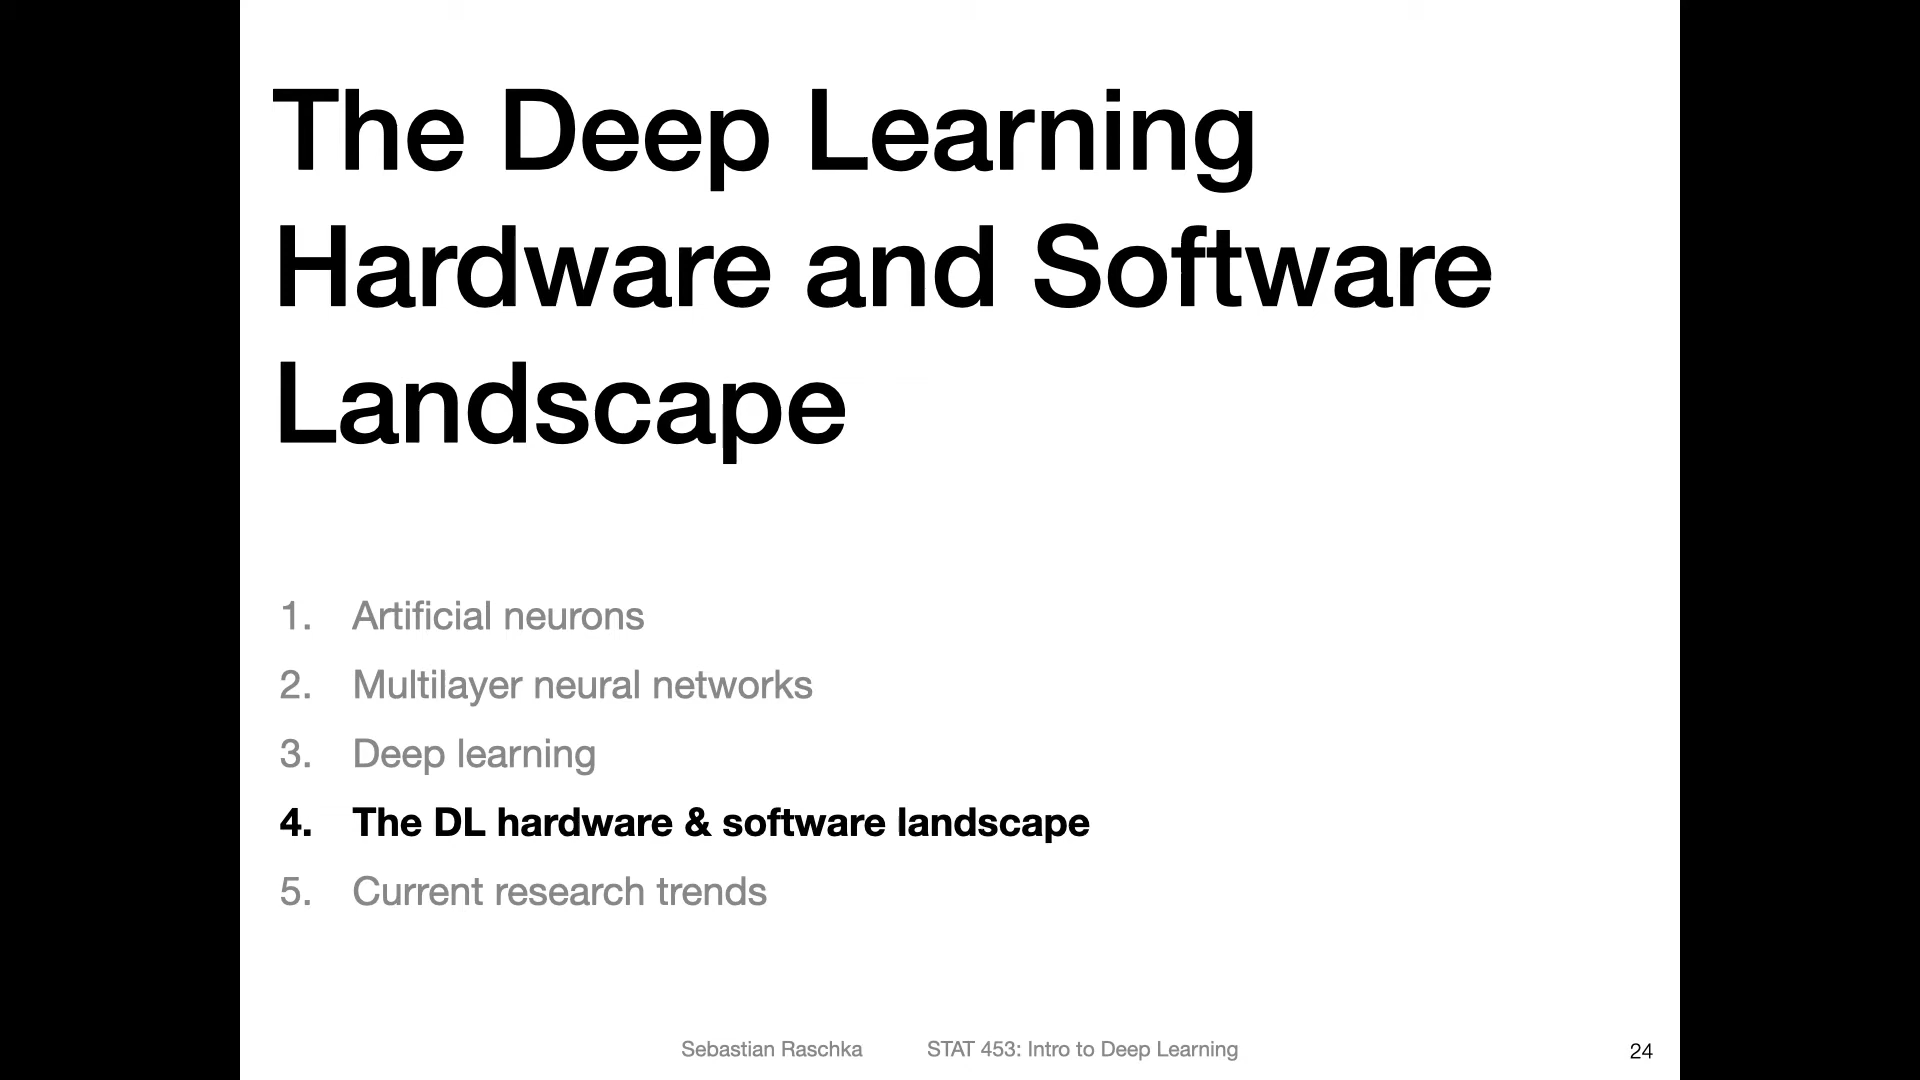 The Deep Learning
Hardware and Software
Landscape
1. Artificial neurons
2. Multilayer neural networks
3. Deep learning
4. The DL hardware & software landscape
5. Current research trends
Sebastian Raschka STAT 453: Intro to Deep Learning 24